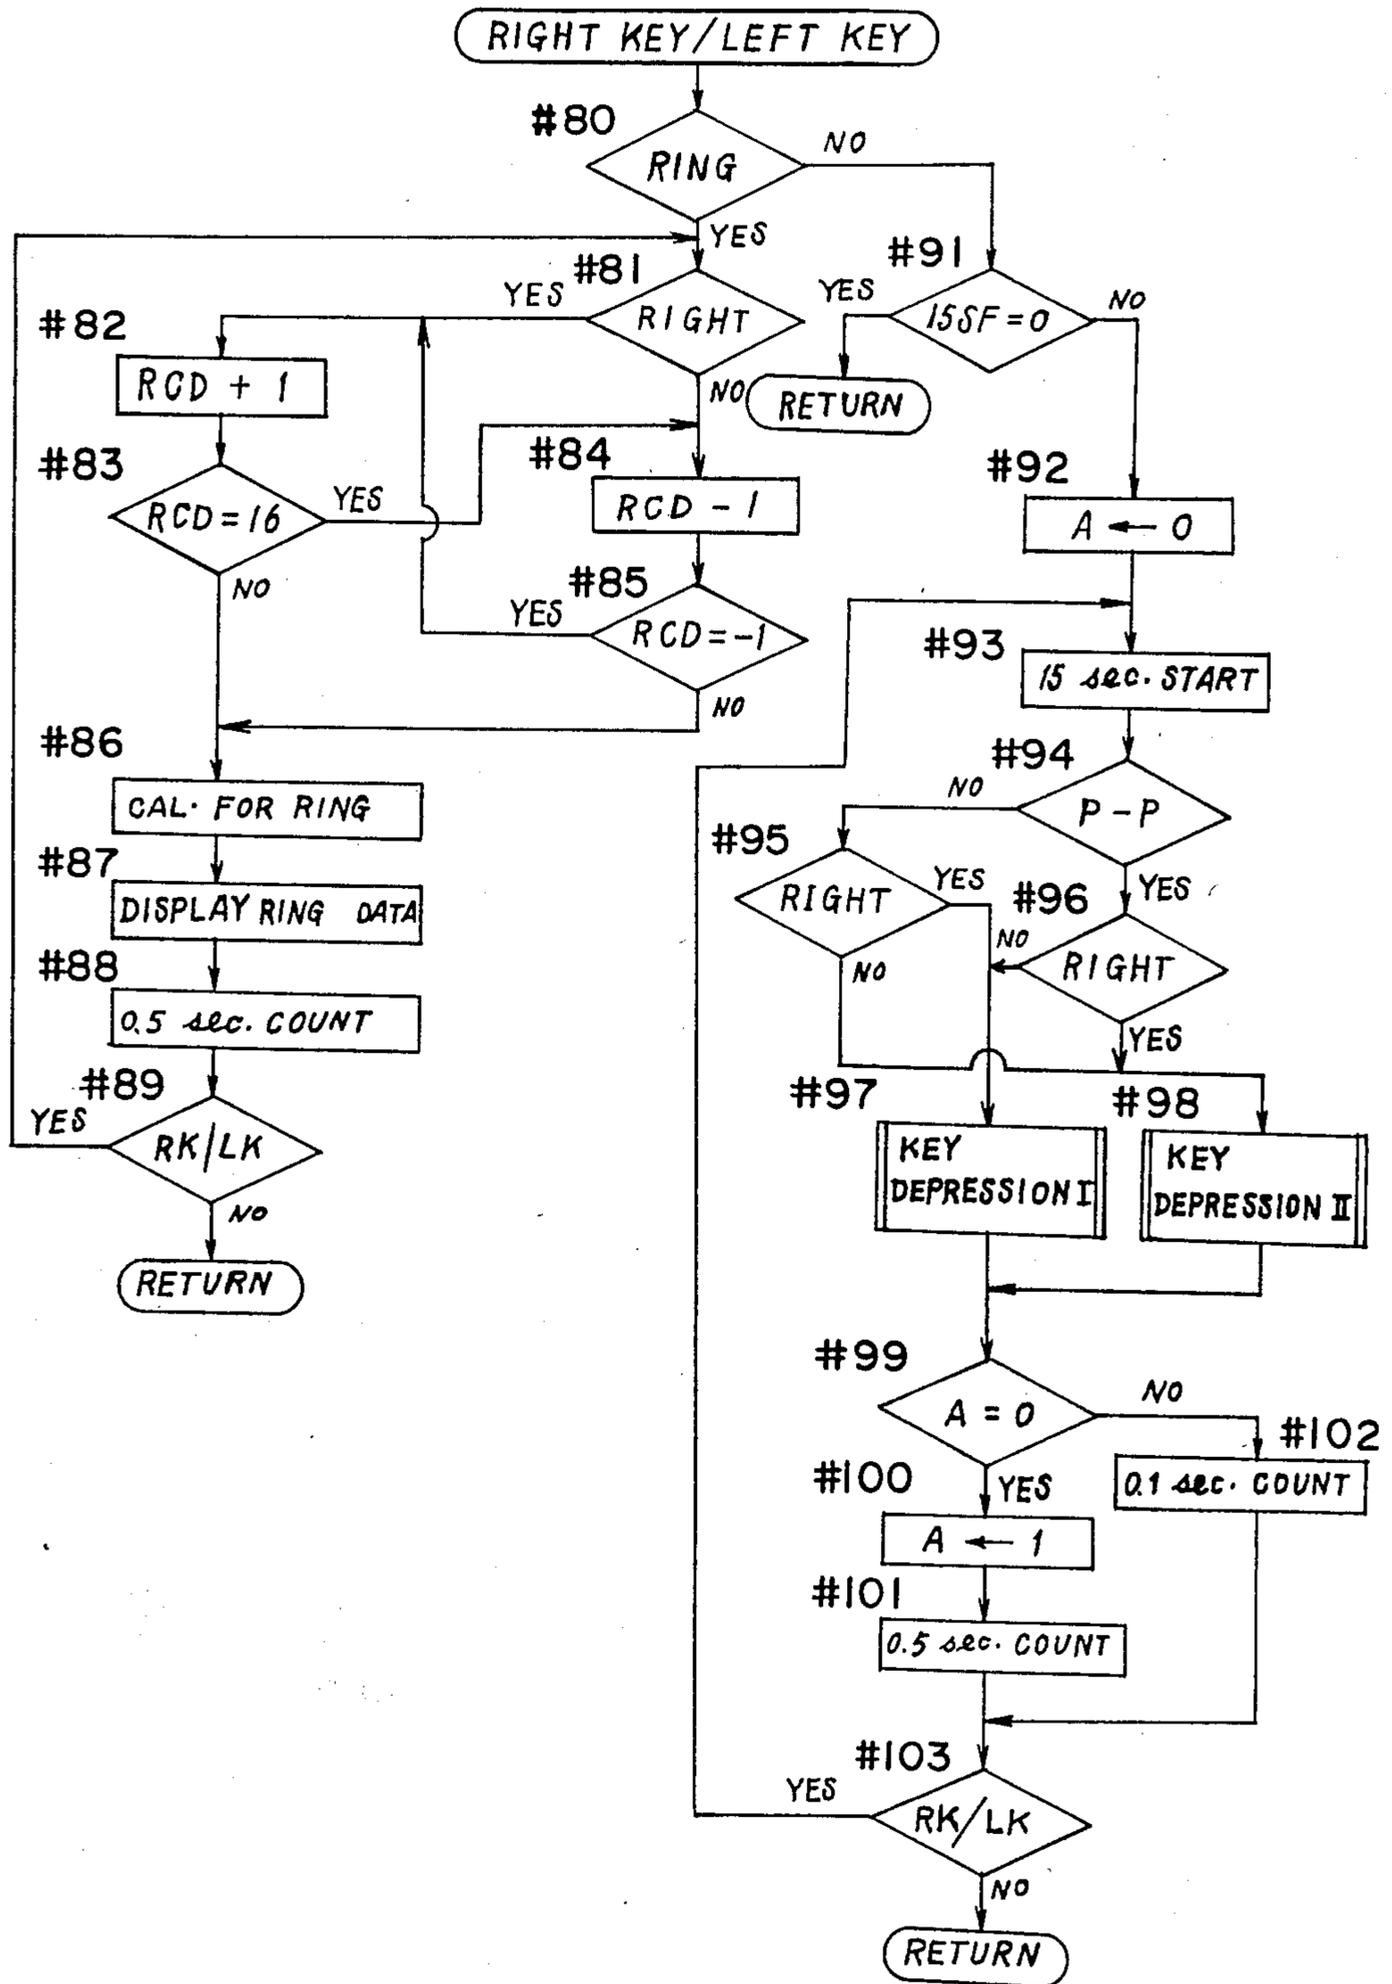 RIGHT KEY/LEFT KEY
#80
RING
NO
YES
#81
RIGHT
YES
NO
#82
RCD + 1
#83
RCD = 16
YES
NO
#84
RCD - 1
#85
RCD = -1
YES
NO
#86
CAL. FOR RING
#87
DISPLAY RING DATA
#88
0.5 sec. COUNT
#89
RK/LK
YES
NO
RETURN
#91
15SF = 0
YES
NO
RETURN
#92
A ← 0
#93
15 sec. START
#94
P - P
NO
YES
#95
RIGHT
YES
NO
#96
RIGHT
NO
YES
#97
KEY
DEPRESSION I
#98
KEY
DEPRESSION II
#99
A = 0
NO
YES
#100
A ← 1
#101
0.5 sec. COUNT
#102
0.1 sec. COUNT
#103
RK/LK
YES
NO
RETURN